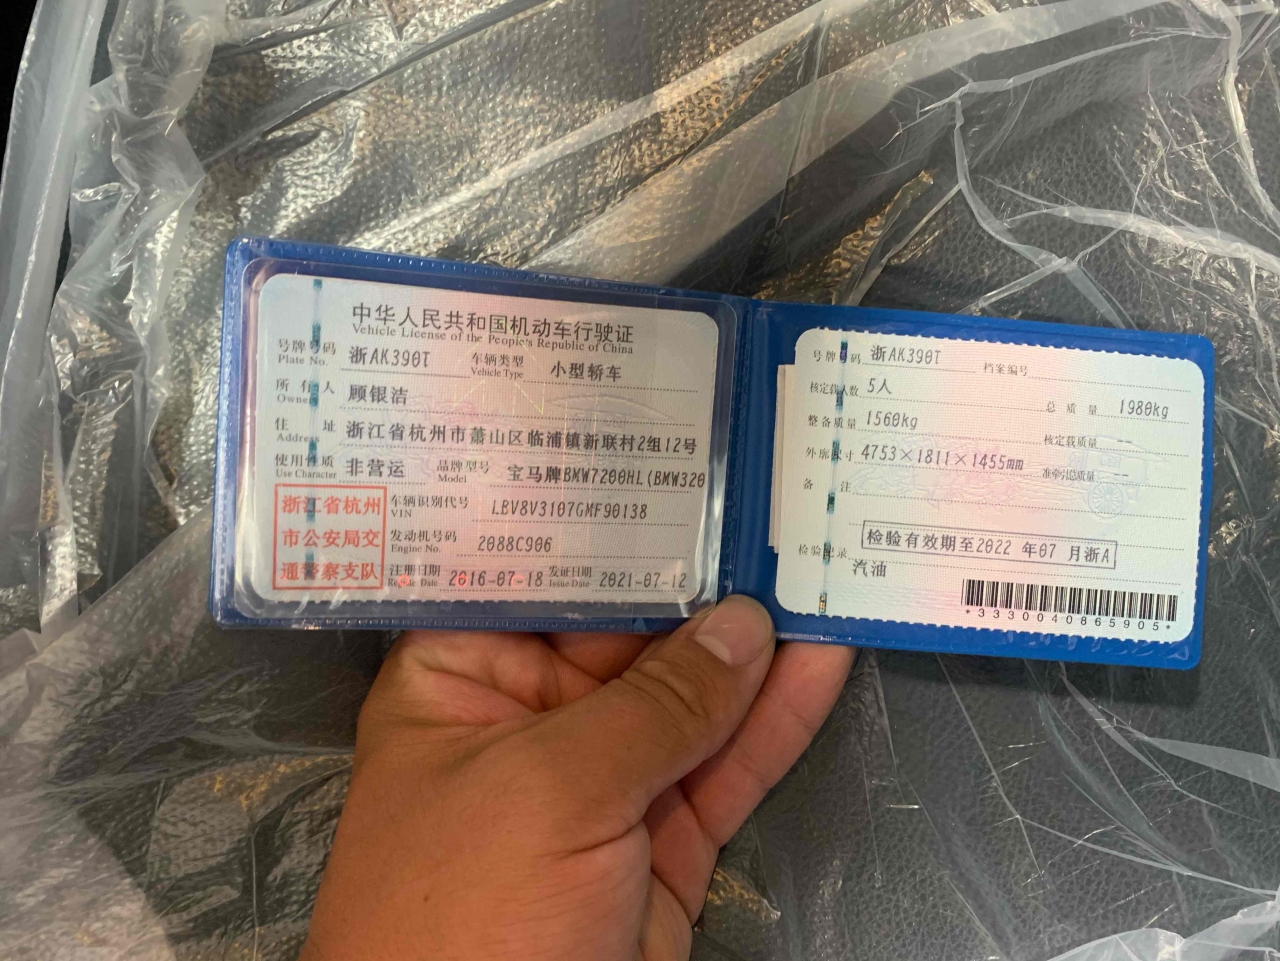 中华人民共和国机动车行驶证
Vehicle License of the People's Republic of China
号牌号码 浙AK390T 车辆类型 小型轿车
Plate No. Vehicle Type
所有人 顾银洁
Owner
住址 浙江省杭州市萧山区临浦镇新联村2组12号
Address
使用性质 非营运 品牌型号 宝马牌BMW7200HL(BMW320
Use Character Model
浙江省杭州
市公安局交
通警察支队
车辆识别代号 LBV8V3107GMF90138
VIN
发动机号码 2088C906
Engine No.
注册日期 2016-07-18 发证日期 2021-07-12
Date Issue Date
号牌号码 浙AK390T 档案编号
核定载人数 5人 总质量 1980kg
整备质量 1560kg 核定载质量 —
外廓尺寸 4753×1811×1455mm 准牵引总质量 —
备注
检验有效期至2022年07月浙A
检验记录
汽油
*3330040865905*